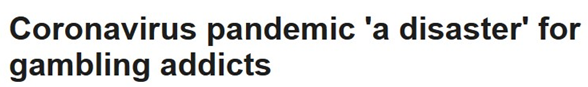 Coronavirus pandemic 'a disaster' for
gambling addicts